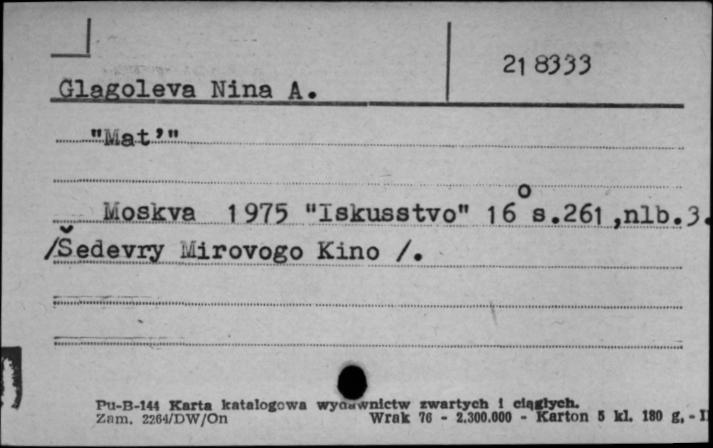 21 8333
Glagoleva Nina A.
"Mat'"
Moskva 1975 "Iskusstvo" 16° s.261,nlb.3.
/Šedevry Mirovogo Kino /.
Pu-B-144 Karta katalogowa wydawnictw zwartych i ciągłych.
Zam. 2264/DW/On Wrak 76 - 2.300.000 - Karton 5 kl. 180 g. -